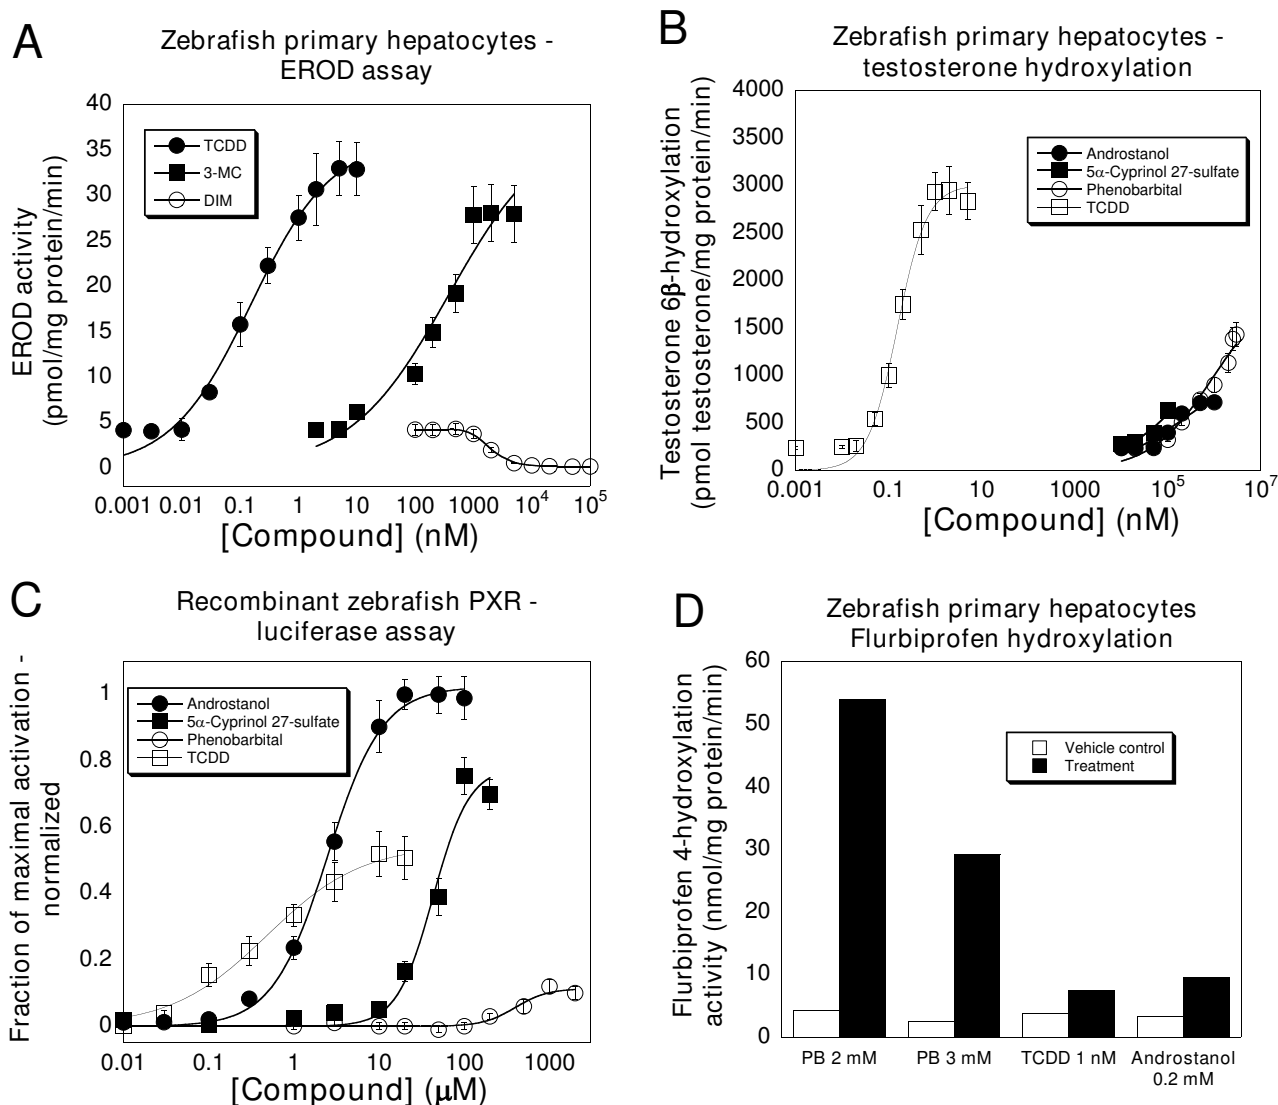 A
Zebrafish primary hepatocytes -
EROD assay
EROD activity
(pmol/mg protein/min)
40
35
30
25
20
15
10
5
0
TCDD
3-MC
DIM
0.001 0.01 0.1 1 10 100 1000 10^4 10^5
[Compound] (nM)
B
Zebrafish primary hepatocytes -
testosterone hydroxylation
Testosterone 6β-hydroxylation
(pmol testosterone/mg protein/min)
4000
3500
3000
2500
2000
1500
1000
500
0
Androstanol
5α-Cyprinol 27-sulfate
Phenobarbital
TCDD
0.001 0.1 10 1000 10^5 10^7
[Compound] (nM)
C
Recombinant zebrafish PXR -
luciferase assay
Fraction of maximal activation -
normalized
1
0.8
0.6
0.4
0.2
0
Androstanol
5α-Cyprinol 27-sulfate
Phenobarbital
TCDD
0.01 0.1 1 10 100 1000
[Compound] (μM)
D
Zebrafish primary hepatocytes
Flurbiprofen hydroxylation
Flurbiprofen 4-hydroxylation
activity (nmol/mg protein/min)
60
50
40
30
20
10
0
Vehicle control
Treatment
PB 2 mM PB 3 mM TCDD 1 nM Androstanol
0.2 mM